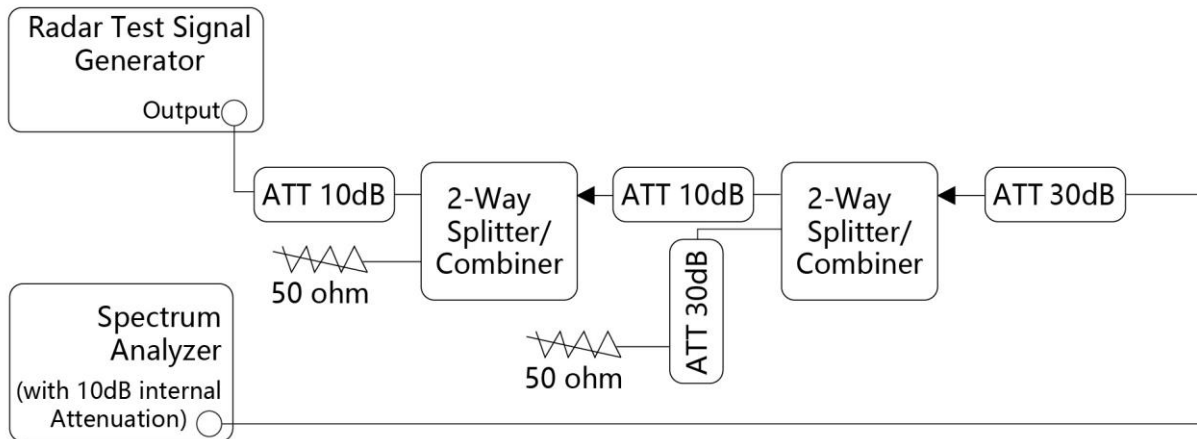 Radar Test Signal
Generator
Output
ATT 10dB
2-Way
Splitter/
Combiner
ATT 10dB
2-Way
Splitter/
Combiner
ATT 30dB
50 ohm
ATT 30dB
50 ohm
Spectrum
Analyzer
(with 10dB internal
Attenuation)